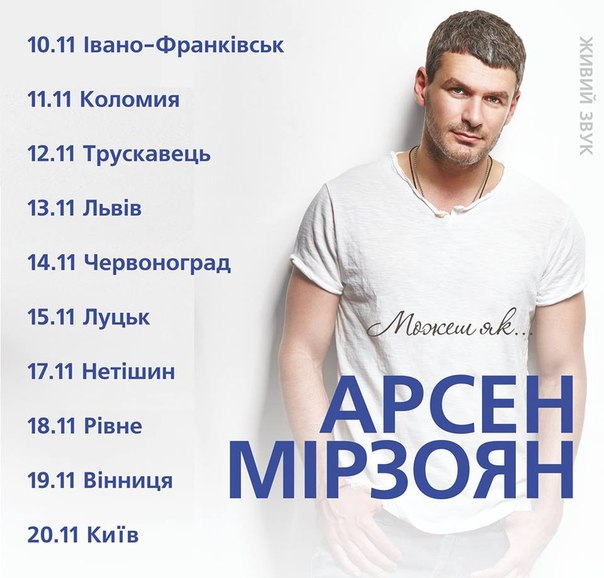 10.11 Івано-Франківськ
11.11 Коломия
12.11 Трускавець
13.11 Львів
14.11 Червоноград
15.11 Луцьк
17.11 Нетішин
18.11 Рівне
19.11 Вінниця
20.11 Київ
ЖИВИЙ ЗВУК
Можеш як...
АРСЕН
МІРЗОЯН